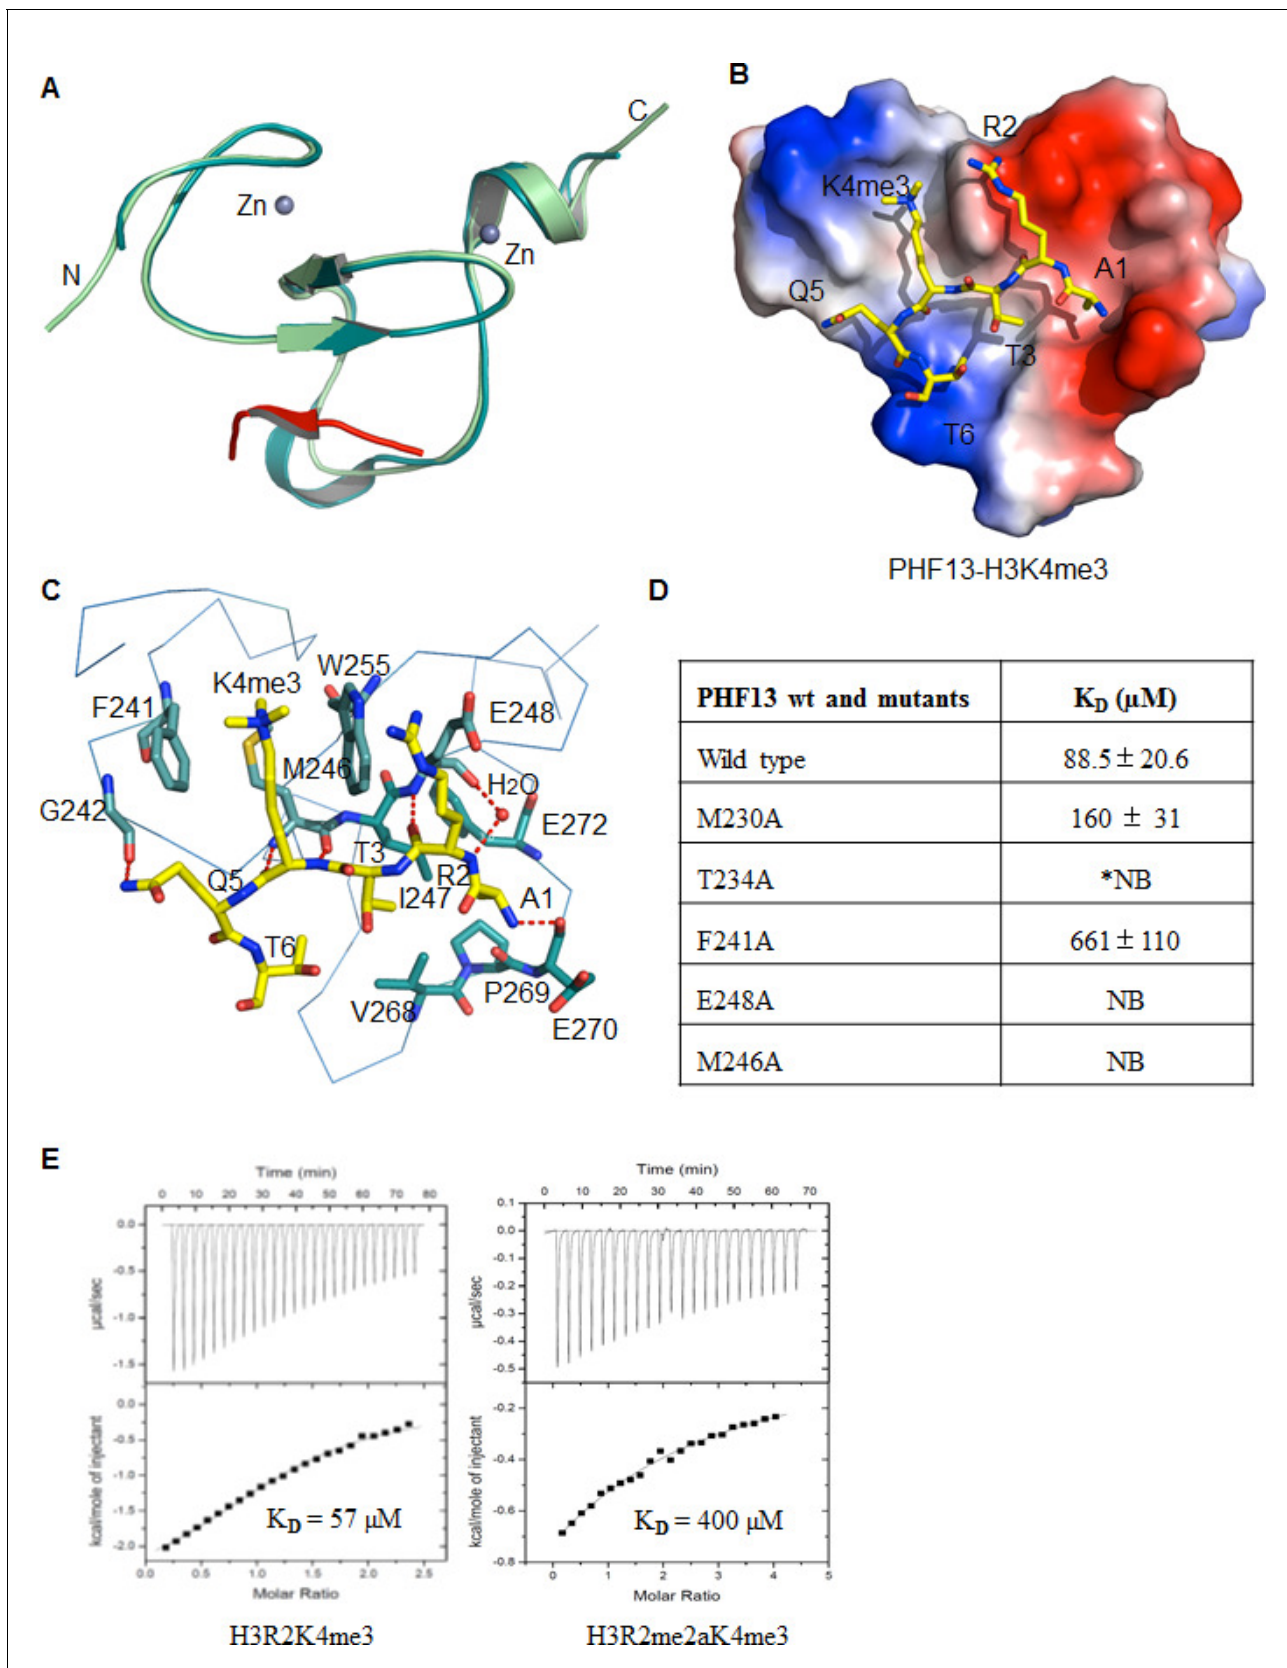 A
Zn
C
Zn
N
B
R2
K4me3
A1
Q5
T3
T6
PHF13-H3K4me3
C
W255
K4me3
F241
E248
M246
H2O
G242
E272
T3
Q5
R2
I247
A1
T6
P269
V268
E270
D
PHF13 wt and mutants KD (µM)
Wild type 88.5 ± 20.6
M230A 160 ± 31
T234A *NB
F241A 661 ± 110
E248A NB
M246A NB
E
Time (min)
0 10 20 30 40 50 60 70 80
0.0
-0.5
-1.0
-1.5
µcal/sec
0.0
-0.5
-1.0
-1.5
-2.0
kcal/mole of injectant
KD = 57 µM
0.0 0.5 1.0 1.5 2.0 2.5
Molar Ratio
H3R2K4me3
Time (min)
0 10 20 30 40 50 60 70
0.1
0.0
-0.1
-0.2
-0.3
-0.4
-0.5
µcal/sec
-0.2
-0.4
-0.6
-0.8
kcal/mole of injectant
KD = 400 µM
0 1 2 3 4 5
Molar Ratio
H3R2me2aK4me3